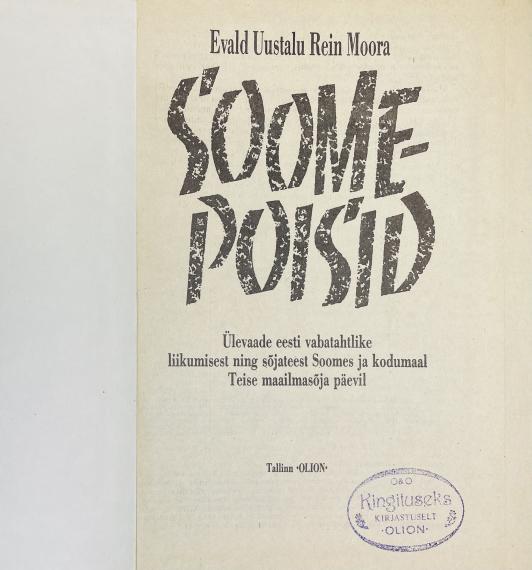 Evald Uustalu Rein Moora
SOOME-
POISID
Ülevaade eesti vabatahtlike
liikumisest ning sõjateest Soomes ja kodumaal
Teise maailmasõja päevil
Tallinn •OLION•
O&O
Kingituseks
KIRJASTUSELT
•OLION•